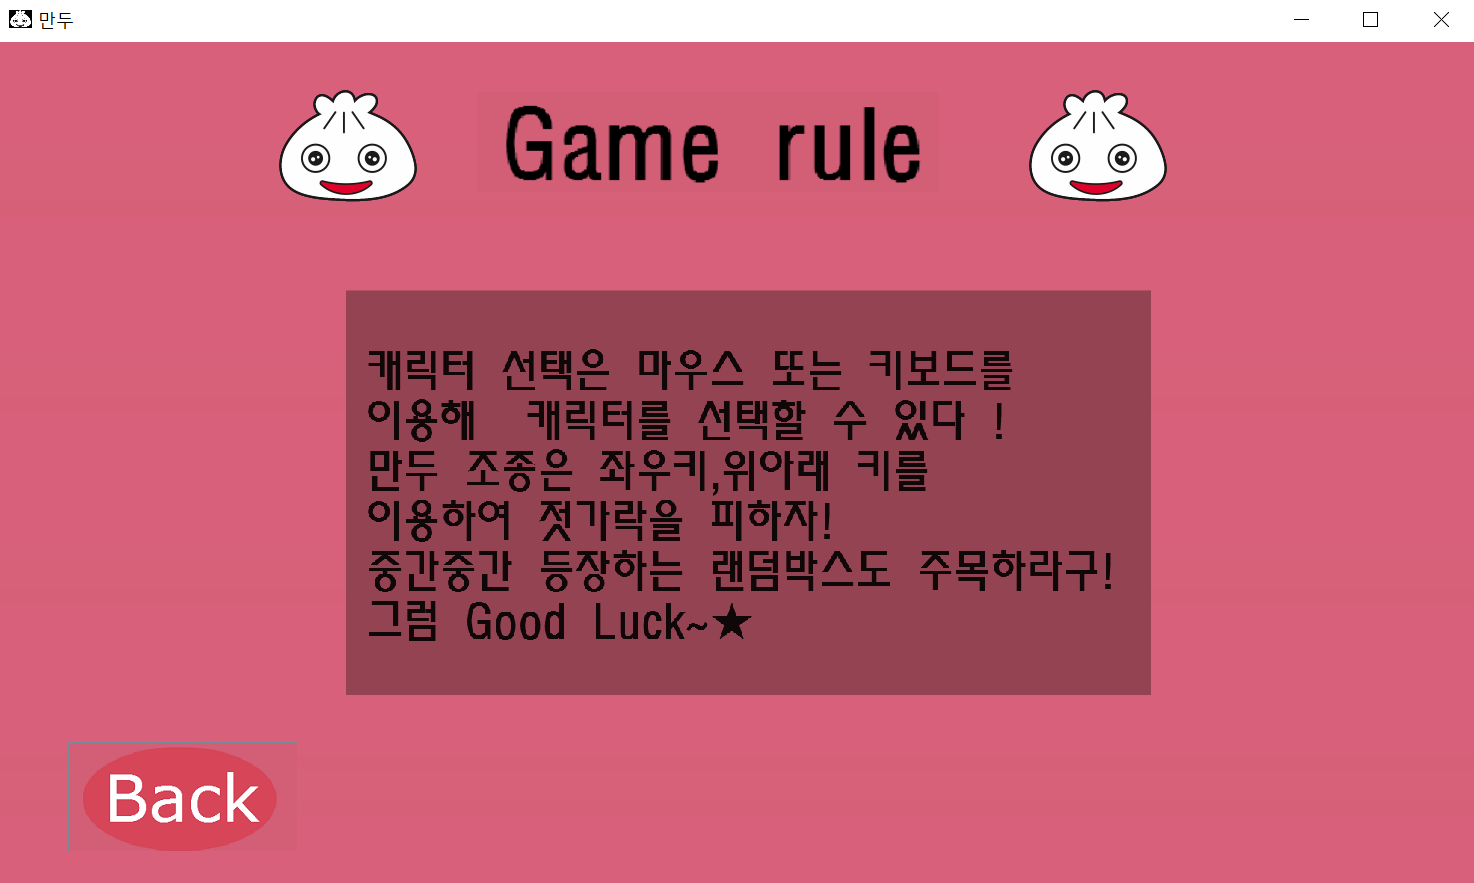 만두
Game rule
캐릭터 선택은 마우스 또는 키보드를
이용해 캐릭터를 선택할 수 있다 !
만두 조종은 좌우키,위아래 키를
이용하여 젓가락을 피하자!
중간중간 등장하는 랜덤박스도 주목하라구!
그럼 Good Luck~★
Back